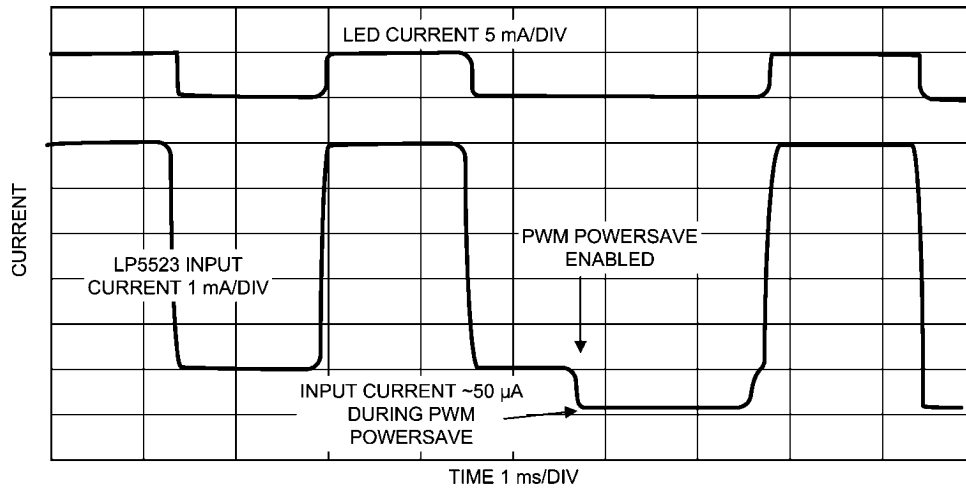 LED CURRENT 5 mA/DIV
CURRENT
PWM POWERSAVE
ENABLED
LP5523 INPUT
CURRENT 1 mA/DIV
INPUT CURRENT ~50 µA
DURING PWM
POWERSAVE
TIME 1 ms/DIV